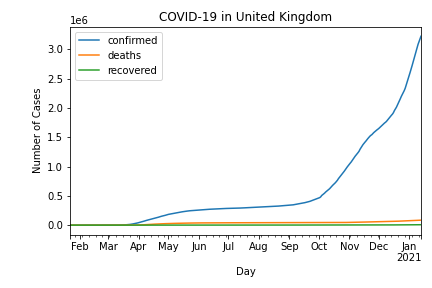 COVID-19 in United Kingdom
1e6
confirmed
deaths
recovered
3.0
2.5
2.0
1.5
1.0
0.5
0.0
Number of Cases
Feb Mar Apr May Jun Jul Aug Sep Oct Nov Dec Jan
2021
Day